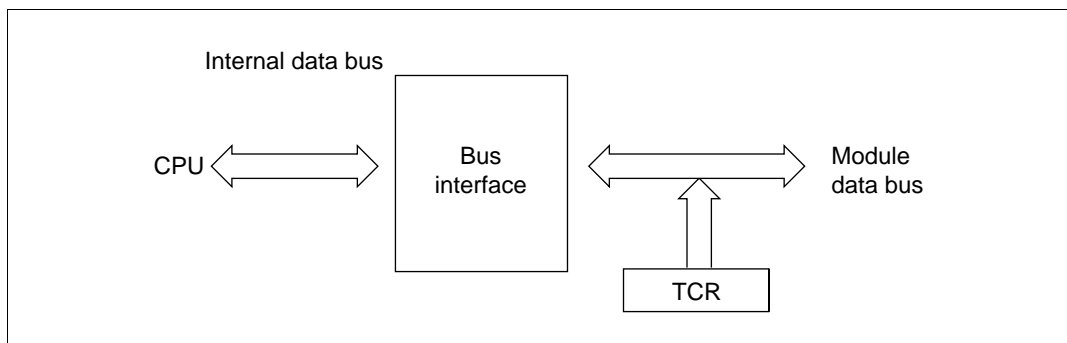 Internal data bus
CPU
Bus
interface
Module
data bus
TCR